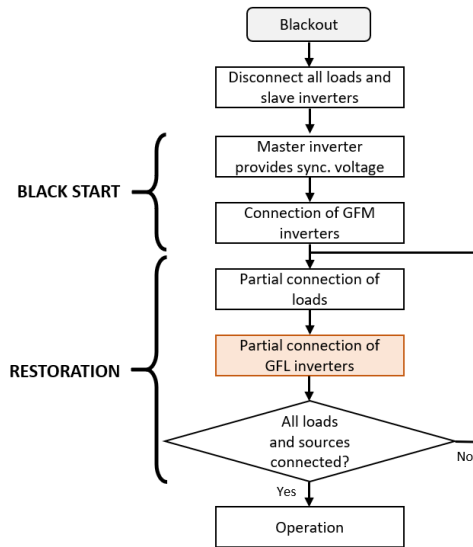 Blackout
Disconnect all loads and
slave inverters
Master inverter
provides sync. voltage
BLACK START
Connection of GFM
inverters
Partial connection of
loads
Partial connection of
GFL inverters
RESTORATION
All loads
and sources
connected?
No
Yes
Operation